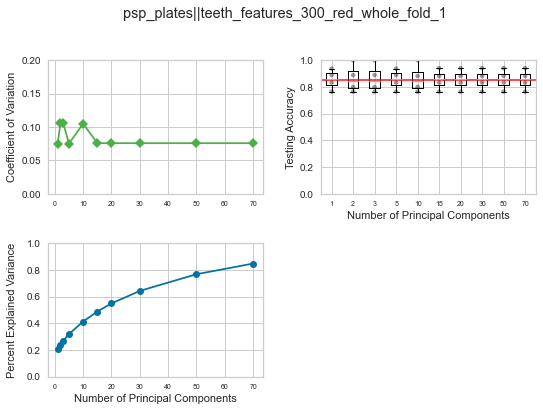 psp_plates||teeth_features_300_red_whole_fold_1
Coefficient of Variation
0.20
0.15
0.10
0.05
0.00
0 10 20 30 40 50 60 70
Testing Accuracy
1.0
0.8
0.6
0.4
0.2
0
1 2 3 5 10 15 20 30 50 70
Number of Principal Components
Percent Explained Variance
1.0
0.8
0.6
0.4
0.2
0.0
0 10 20 30 40 50 60 70
Number of Principal Components